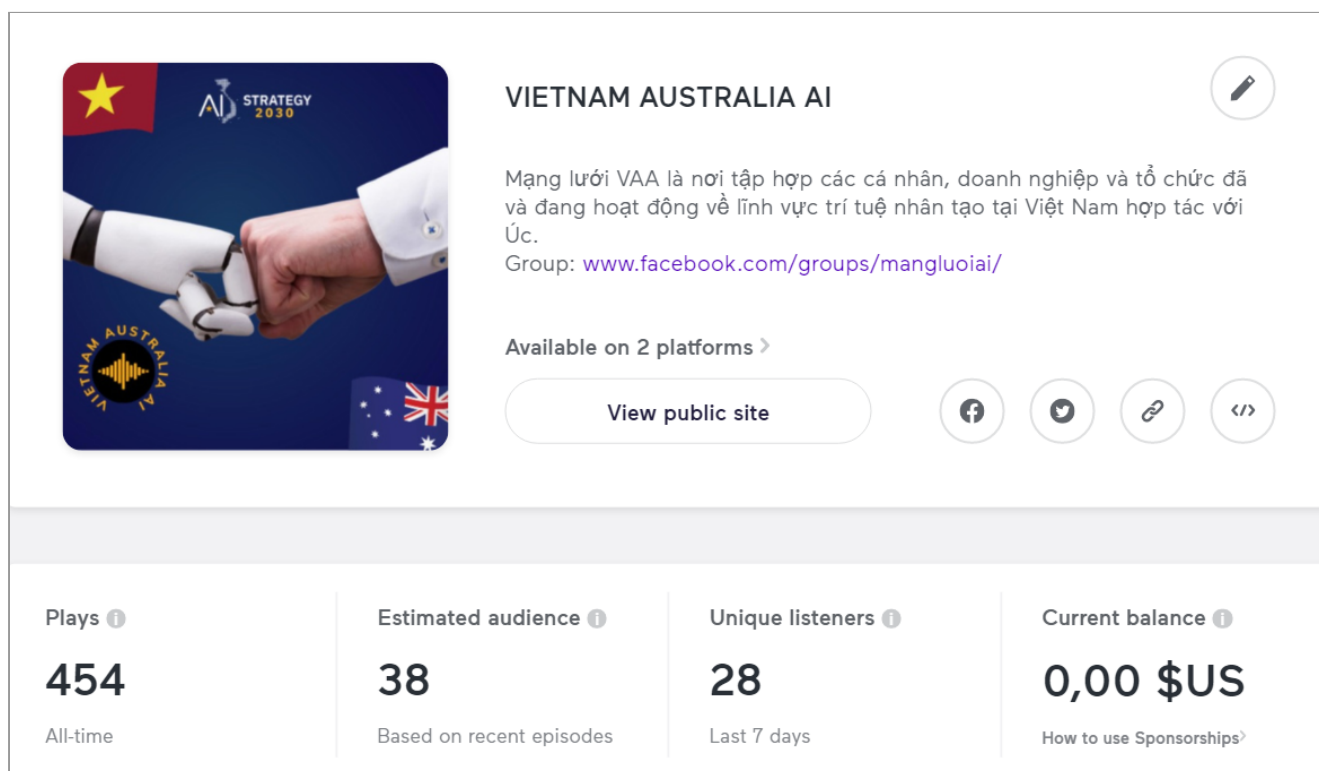 AI STRATEGY
2030
VIETNAM AUSTRALIA AI
VIETNAM AUSTRALIA AI
Mạng lưới VAA là nơi tập hợp các cá nhân, doanh nghiệp và tổ chức đã
và đang hoạt động về lĩnh vực trí tuệ nhân tạo tại Việt Nam hợp tác với
Úc.
Group: www.facebook.com/groups/mangluoiai/
Available on 2 platforms
View public site
Plays
454
All-time
Estimated audience
38
Based on recent episodes
Unique listeners
28
Last 7 days
Current balance
0,00 $US
How to use Sponsorships